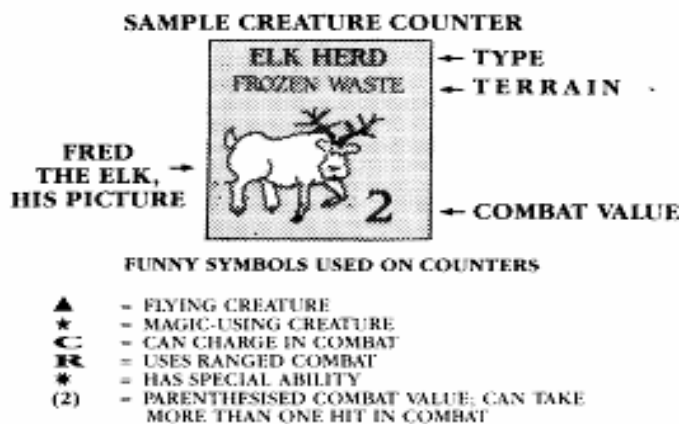 SAMPLE CREATURE COUNTER
ELK HERD
FROZEN WASTE
← TYPE
← TERRAIN
FRED
THE ELK, →
HIS PICTURE
2
← COMBAT VALUE
FUNNY SYMBOLS USED ON COUNTERS
▲ = FLYING CREATURE
★ = MAGIC-USING CREATURE
C = CAN CHARGE IN COMBAT
R = USES RANGED COMBAT
* = HAS SPECIAL ABILITY
(2) = PARENTHESISED COMBAT VALUE; CAN TAKE
MORE THAN ONE HIT IN COMBAT